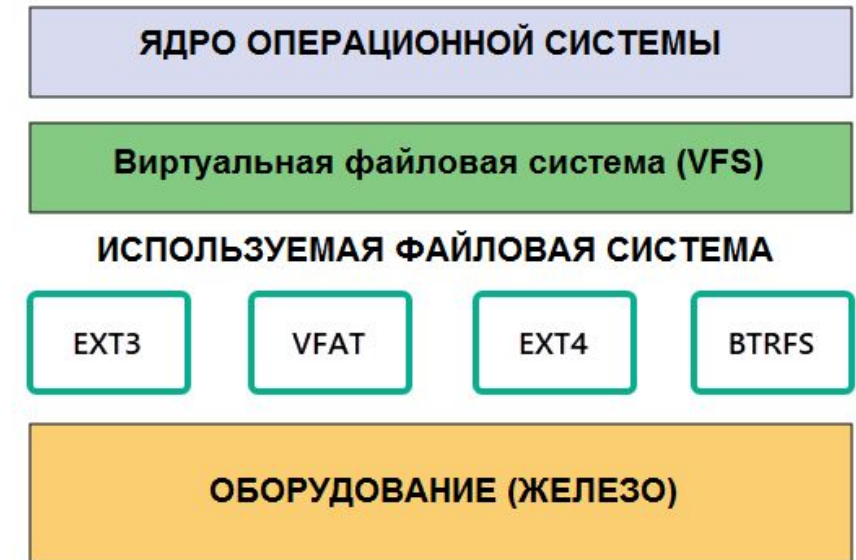 ЯДРО ОПЕРАЦИОННОЙ СИСТЕМЫ
Виртуальная файловая система (VFS)
ИСПОЛЬЗУЕМАЯ ФАЙЛОВАЯ СИСТЕМА
EXT3 VFAT EXT4 BTRFS
ОБОРУДОВАНИЕ (ЖЕЛЕЗО)